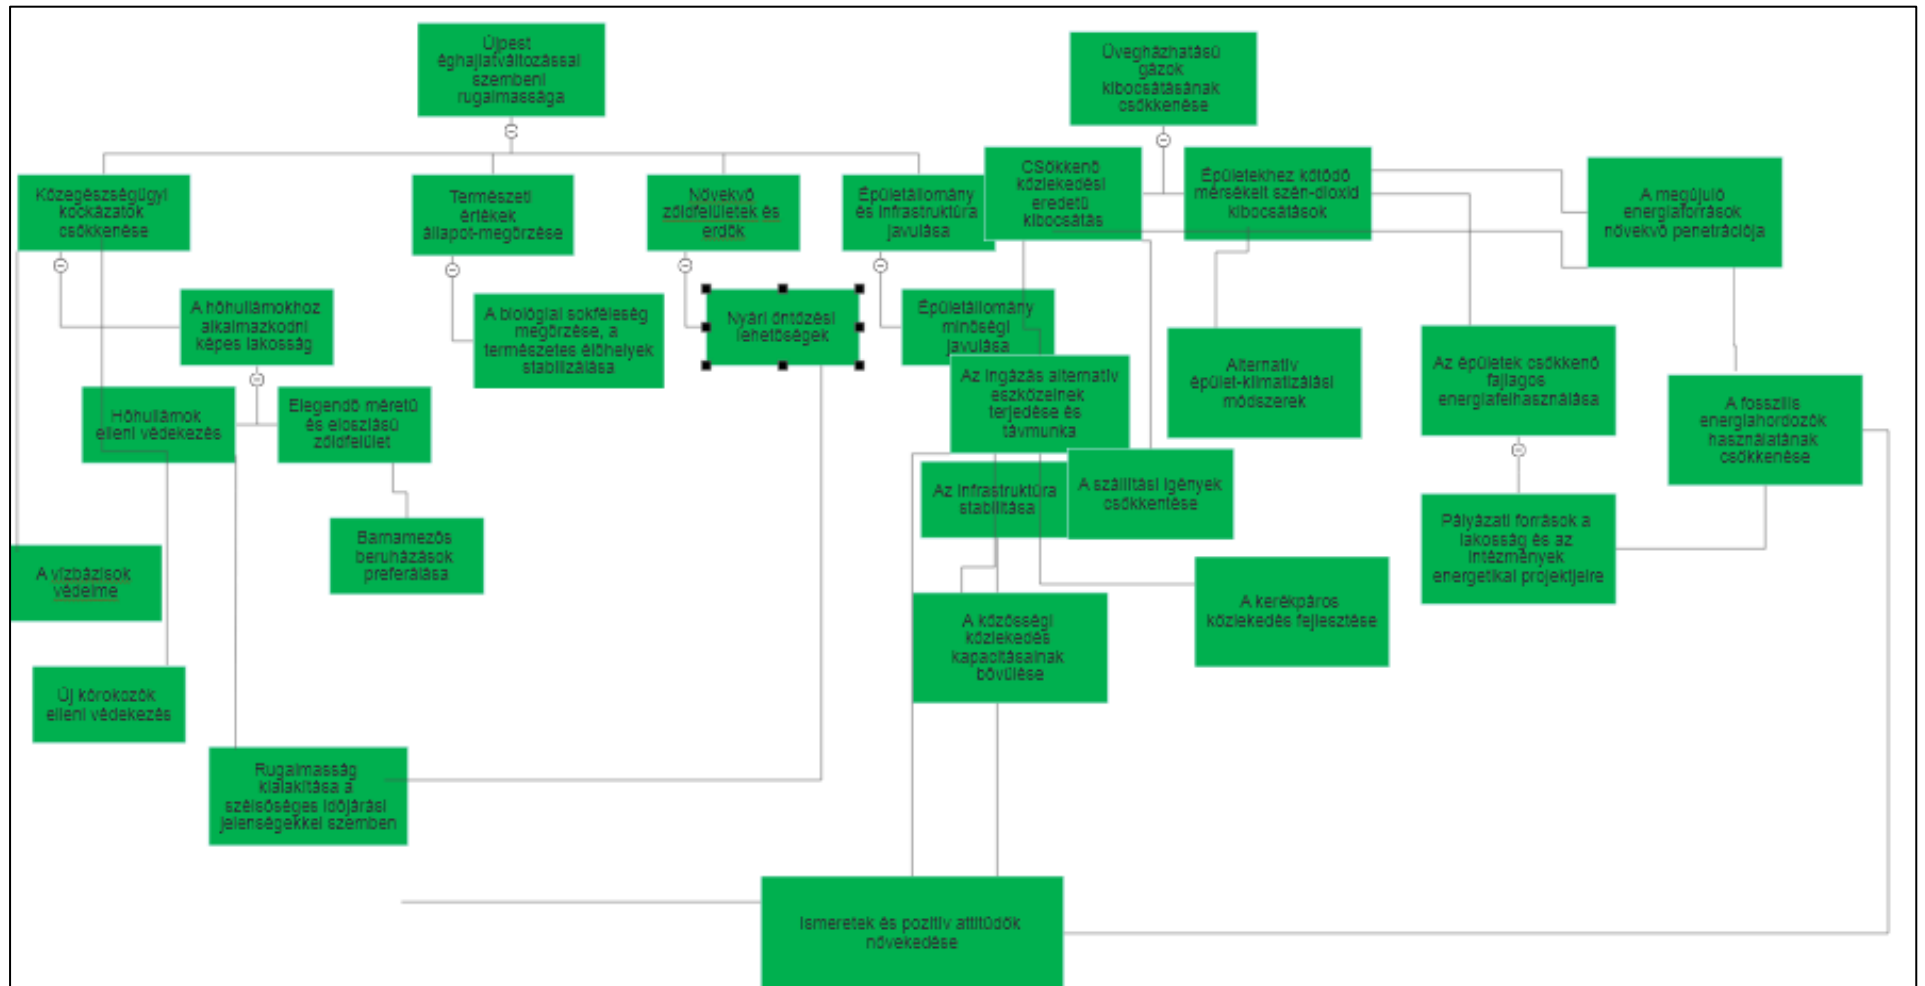 Újpest
éghajlatváltozással
szembeni
rugalmassága
Üvegházhatású
gázok
kibocsátásának
csökkenése
Közegészségügyi
kockázatok
csökkenése
Természeti
értékek
állapot-megőrzése
Növekvő
zöldfelületek és
erdők
Épületállomány
és infrastruktúra
javulása
CSökkenő
közlekedési
eredetű
kibocsátás
Épületekhez kötődő
mérsékelt szén-dioxid
kibocsátások
A megújuló
energiaforrások
növekvő penetrációja
A hőhullámokhoz
alkalmazkodni
képes lakosság
A biológiai sokféleség
megőrzése, a
természetes élőhelyek
stabilizálása
Nyári öntözési
lehetőségek
Épületállomány
minőségi
javulása
Az ingázás alternatív
eszközeinek
terjedése és
távmunka
Alternatív
épület-klimatizálási
módszerek
Az épületek csökkenő
fajlagos
energiafelhasználása
A fosszilis
energiahordozók
használatának
csökkenése
Hőhullámok
elleni védekezés
Elegendő méretű
és eloszlású
zöldfelület
Az infrastruktúra
stabilitása
A szállítási igények
csökkentése
Pályázati források a
lakosság és az
intézmények
energetikai projektjeire
Barnamezős
beruházások
preferálása
A vízbázisok
védelme
A közösségi
közlekedés
kapacitásainak
bővülése
A kerékpáros
közlekedés fejlesztése
Új kórokozók
elleni védekezés
Rugalmasság
kialakítása a
szélsőséges időjárási
jelenségekkel szemben
Ismeretek és pozitív attitűdök
növekedése